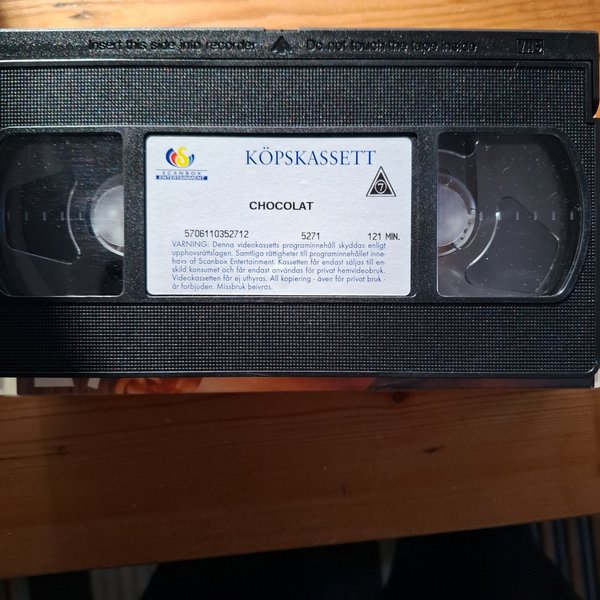 Insert this side into recorder Do not touch the tape inside VHS
SCANBOX
ENTERTAINMENT
KÖPSKASSETT
7
CHOCOLAT
5706110352712 5271 121 MIN.
VARNING: Denna videokassetts programinnehåll skyddas enligt
upphovsrättslagen. Samtliga rättigheter till programinnehållet inne-
havs af Scanbox Entertainment. Kassetten får endast säljas till en-
skild konsumet och får endast användas för privat hemvideobruk.
Videokassetten får ej uthyras. All kopiering - även för privat bruk -
är forbjuden. Missbruk beivras.